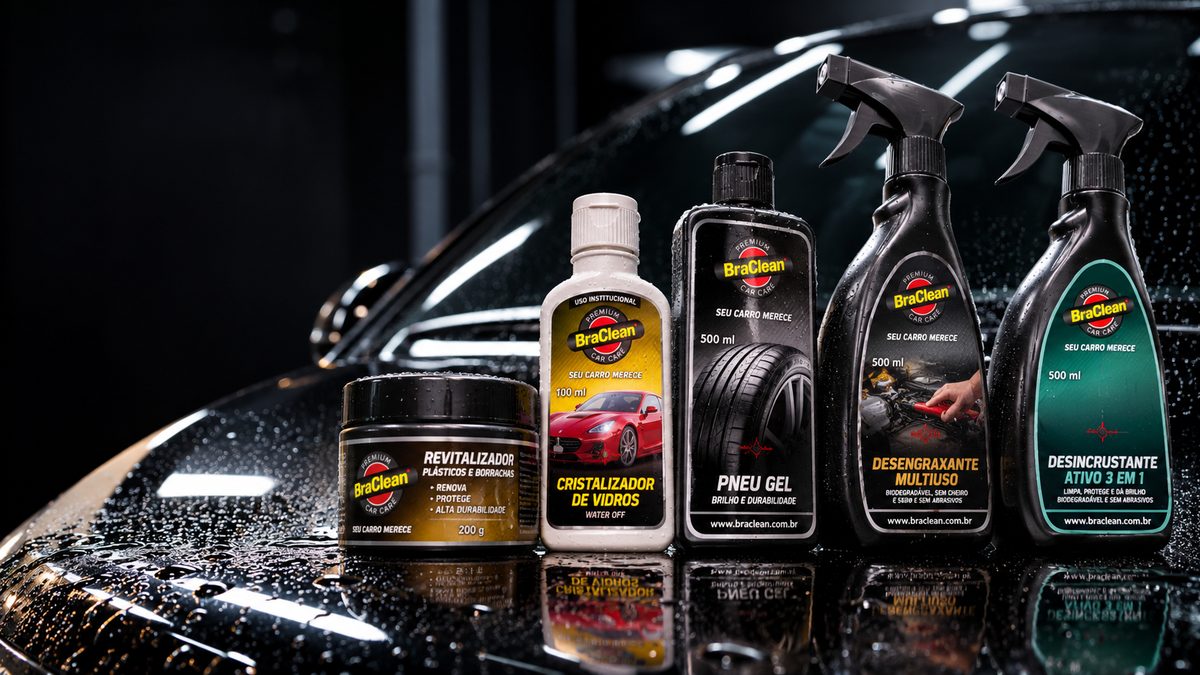 PREMIUM
BraClean
CAR CARE
SEU CARRO MERECE
REVITALIZADOR
PLÁSTICOS E BORRACHAS
• RENOVA
• PROTEGE
• ALTA DURABILIDADE
200 g
USO INSTITUCIONAL
PREMIUM
BraClean
CAR CARE
SEU CARRO MERECE
100 ml
CRISTALIZADOR
DE VIDROS
WATER OFF
PREMIUM
BraClean
CAR CARE
SEU CARRO MERECE
500 ml
PNEU GEL
BRILHO E DURABILIDADE
www.braclean.com.br
PREMIUM
BraClean
CAR CARE
SEU CARRO MERECE
500 ml
DESENGRAXANTE
MULTIUSO
BIODEGRADÁVEL, SEM CHEIRO
E SEM ABRASIVOS
www.braclean.com.br
PREMIUM
BraClean
CAR CARE
SEU CARRO MERECE
500 ml
DESINCRUSTANTE
ATIVO 3 EM 1
LIMPA, PROTEGE E DÁ BRILHO
BIODEGRADÁVEL E SEM ABRASIVOS
www.braclean.com.br